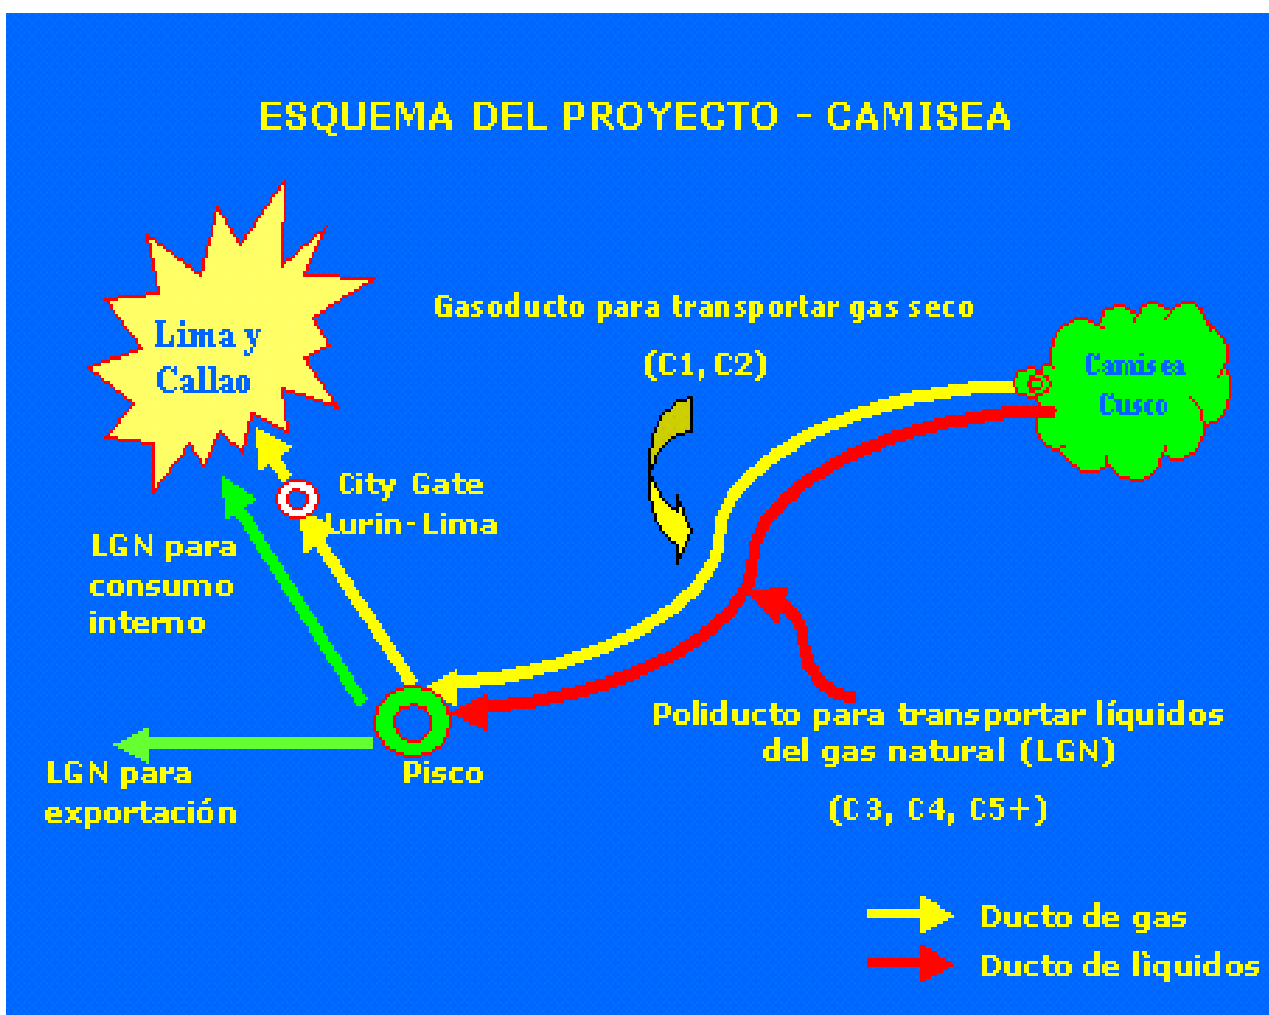 ESQUEMA DEL PROYECTO - CAMISEA
Lima y
Callao
Gasoducto para transportar gas seco
(C1, C2)
Camisea
Cusco
City Gate
Lurin-Lima
LGN para
consumo
interno
Poliducto para transportar líquidos
del gas natural (LGN)
(C3, C4, C5+)
Pisco
LGN para
exportación
Ducto de gas
Ducto de lìquidos